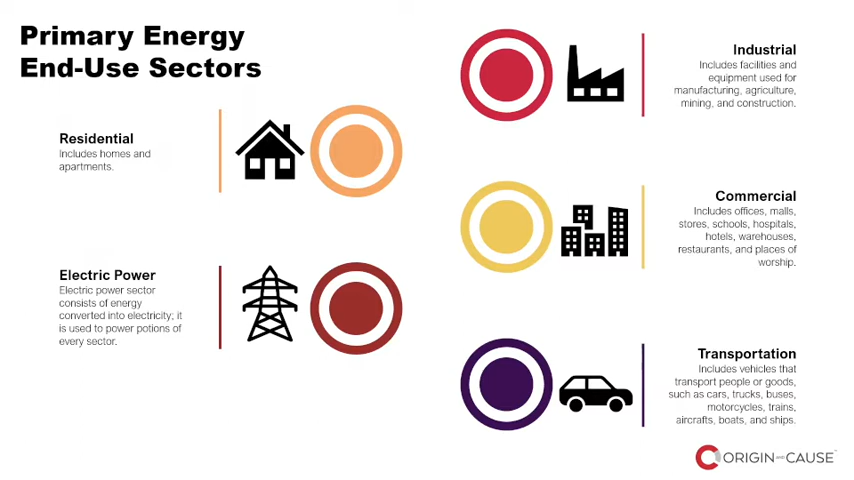 Primary Energy
End-Use Sectors
Residential
Includes homes and
apartments.
Electric Power
Electric power sector
consists of energy
converted into electricity; it
is used to power potions of
every sector.
Industrial
Includes facilities and
equipment used for
manufacturing, agriculture,
mining, and construction.
Commercial
Includes offices, malls,
stores, schools, hospitals,
hotels, warehouses,
restaurants, and places of
worship.
Transportation
Includes vehicles that
transport people or goods,
such as cars, trucks, buses,
motorcycles, trains,
aircrafts, boats, and ships.
ORIGIN AND CAUSE